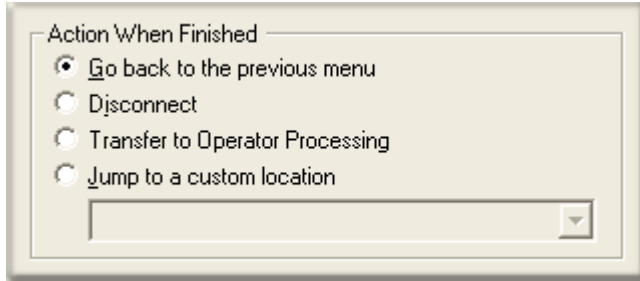 Action When Finished
Go back to the previous menu
Disconnect
Transfer to Operator Processing
Jump to a custom location